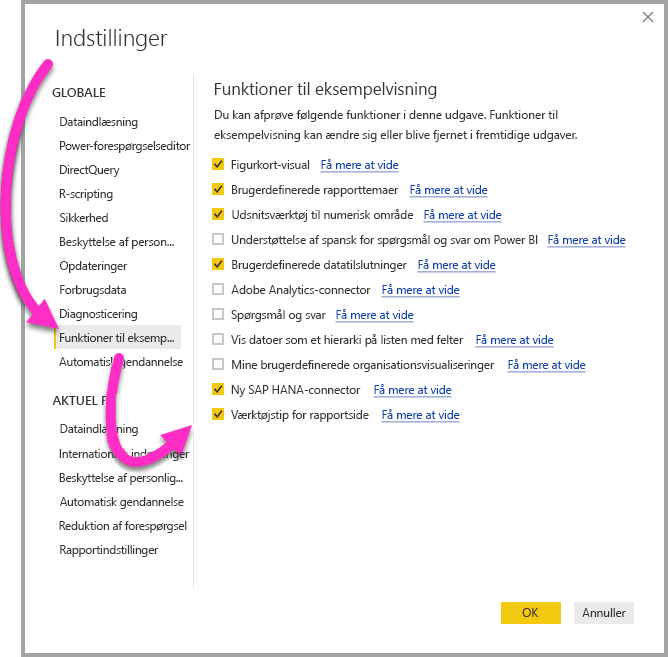 Indstillinger
GLOBALE
Dataindlæsning
Power-forespørgselseditor
DirectQuery
R-scripting
Sikkerhed
Beskyttelse af person...
Opdateringer
Forbrugsdata
Diagnosticering
Funktioner til eksemp...
Automatisk gendannelse
AKTUEL F
Dataindlæsning
Internationale indstillinger
Beskyttelse af personlig...
Automatisk gendannelse
Reduktion af forespørgsel
Rapportindstillinger
Funktioner til eksempelvisning
Du kan afprøve følgende funktioner i denne udgave. Funktioner til
eksempelvisning kan ændre sig eller blive fjernet i fremtidige udgaver.
Figurkort-visual Få mere at vide
Brugerdefinerede rapporttemaer Få mere at vide
Udsnitsværktøj til numerisk område Få mere at vide
Understøttelse af spansk for spørgsmål og svar om Power BI Få mere at vide
Brugerdefinerede datatilslutninger Få mere at vide
Adobe Analytics-connector Få mere at vide
Spørgsmål og svar Få mere at vide
Vis datoer som et hierarki på listen med felter Få mere at vide
Mine brugerdefinerede organisationsvisualiseringer Få mere at vide
Ny SAP HANA-connector Få mere at vide
Værktøjstip for rapportside Få mere at vide
OK Annuller